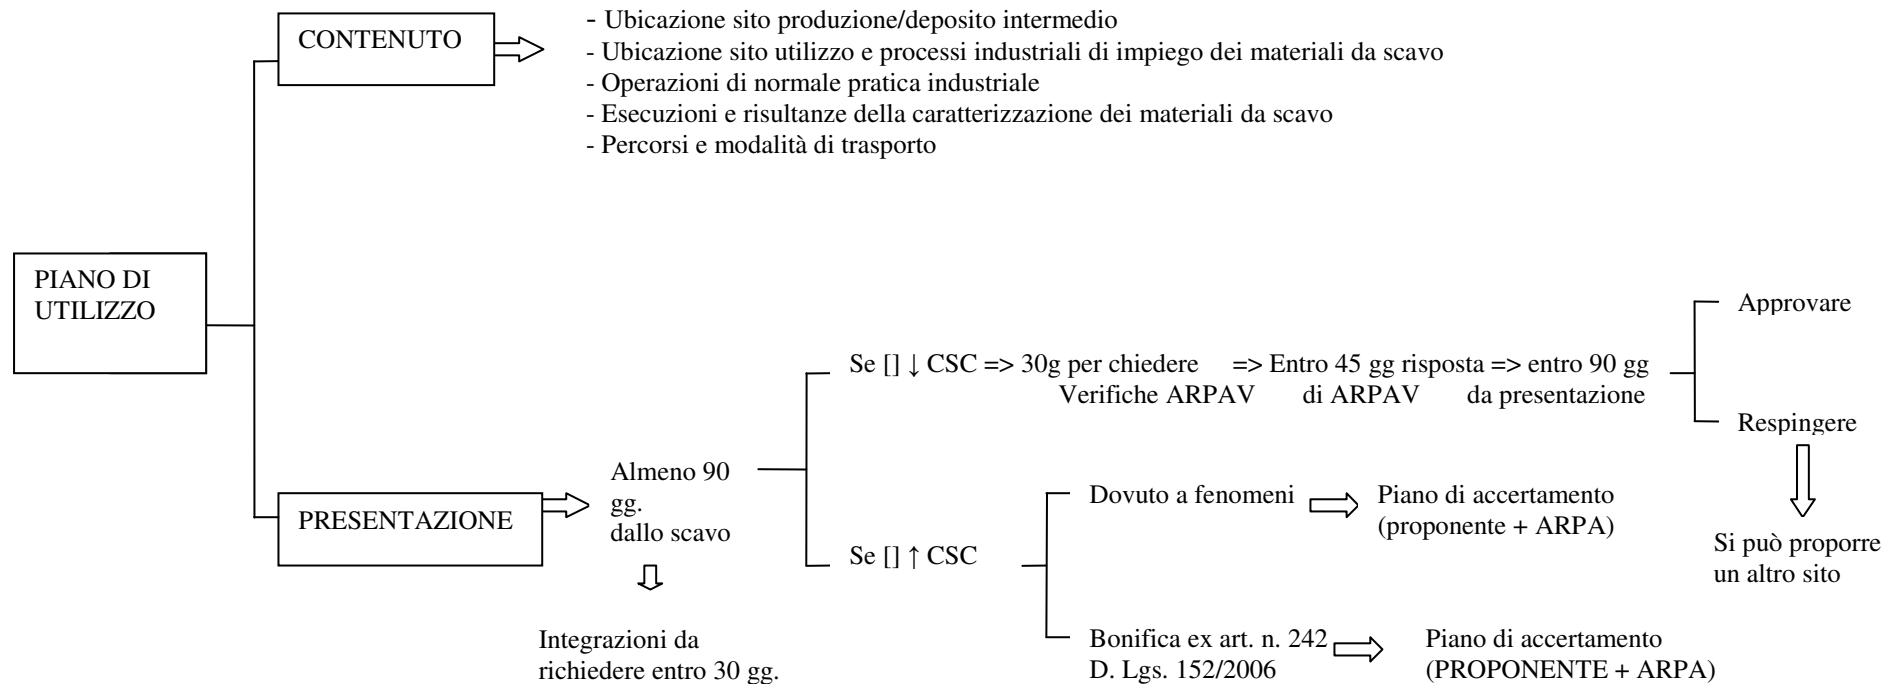 CONTENUTO
- Ubicazione sito produzione/deposito intermedio
- Ubicazione sito utilizzo e processi industriali di impiego dei materiali da scavo
- Operazioni di normale pratica industriale
- Esecuzioni e risultanze della caratterizzazione dei materiali da scavo
- Percorsi e modalità di trasporto
PIANO DI
UTILIZZO
PRESENTAZIONE
Almeno 90
gg.
dallo scavo
Integrazioni da
richiedere entro 30 gg.
Se [] ↓ CSC => 30g per chiedere => Entro 45 gg risposta => entro 90 gg
Verifiche ARPAV di ARPAV da presentazione
Approvare
Respingere
Si può proporre
un altro sito
Se [] ↑ CSC
Dovuto a fenomeni
Piano di accertamento
(proponente + ARPA)
Bonifica ex art. n. 242
D. Lgs. 152/2006
Piano di accertamento
(PROPONENTE + ARPA)